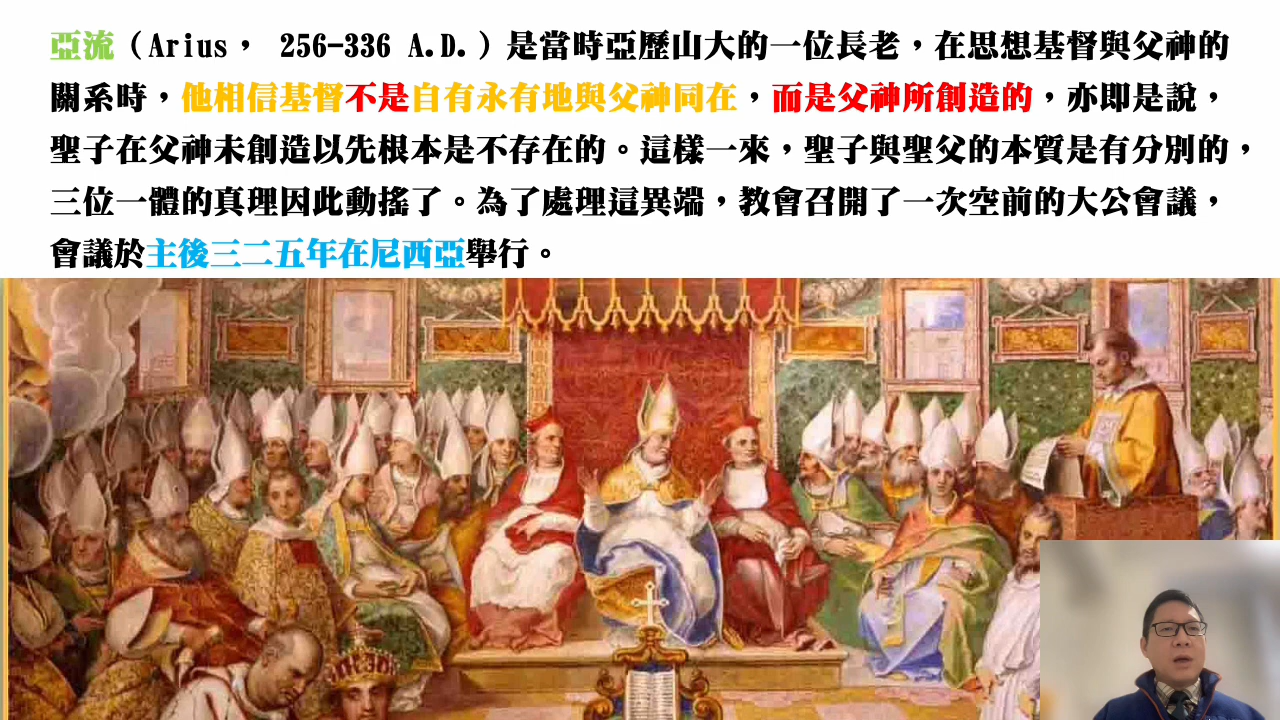 亞流（Arius， 256-336 A.D.）是當時亞歷山大的一位長老，在思想基督與父神的
關系時，他相信基督不是自有永有地與父神同在，而是父神所創造的，亦即是說，
聖子在父神未創造以先根本是不存在的。這樣一來，聖子與聖父的本質是有分別的，
三位一體的真理因此動搖了。為了處理這異端，教會召開了一次空前的大公會議，
會議於主後三二五年在尼西亞舉行。